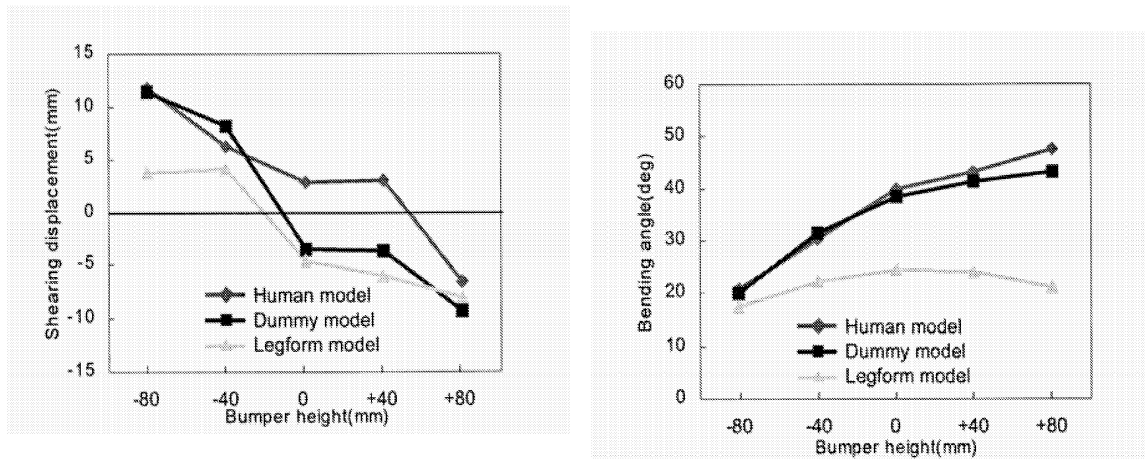 15
10
5
0
-5
-10
-15
Shearing displacement(mm)
Human model
Dummy model
Legform model
-80 -40 0 +40 +80
Bumper height(mm)
60
50
40
30
20
10
0
Bending angle(deg)
Human model
Dummy model
Legform model
-80 -40 0 +40 +80
Bumper height(mm)